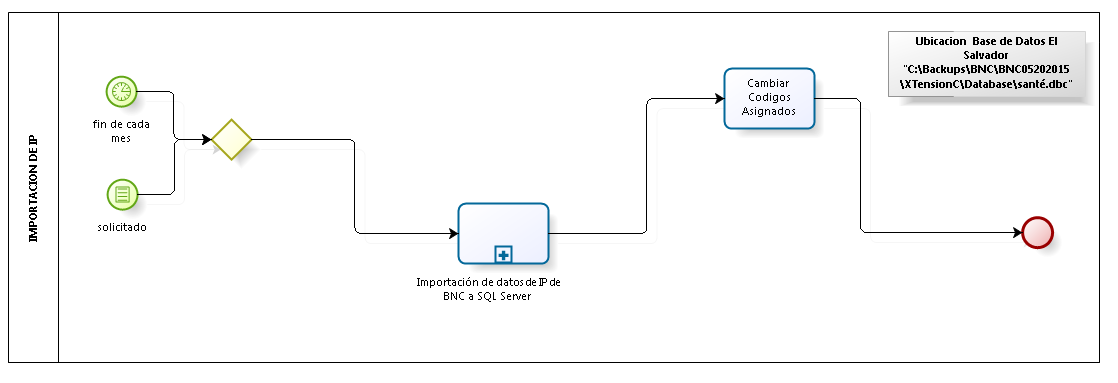 IMPORTACION DE IP
fin de cada
mes
solicitado
Importación de datos de IP de
BNC a SQL Server
Cambiar
Codigos
Asignados
Ubicacion  Base de Datos El
Salvador
"C:\Backups\BNC\BNC05202015
\XTensionC\Database\santé.dbc"